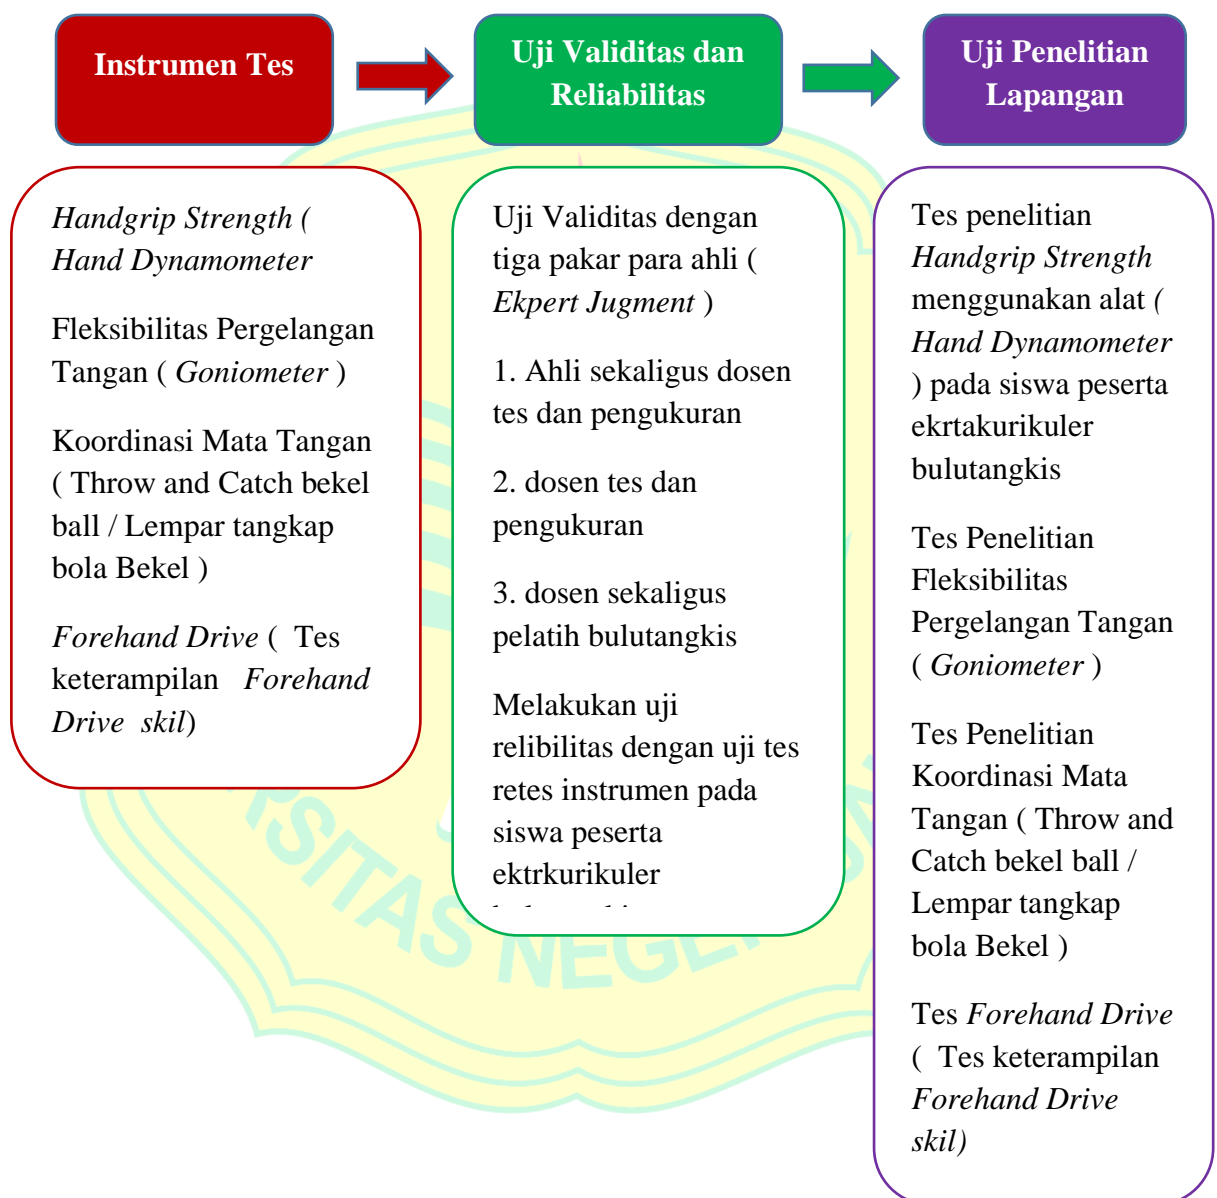 Instrumen Tes
Uji Validitas dan
Reliabilitas
Uji Penelitian
Lapangan
Handgrip Strength (
Hand Dynamometer
Fleksibilitas Pergelangan
Tangan ( Goniometer )
Koordinasi Mata Tangan
( Throw and Catch bekel
ball / Lempar tangkap
bola Bekel )
Forehand Drive ( Tes
keterampilan Forehand
Drive skil)
Uji Validitas dengan
tiga pakar para ahli (
Ekpert Jugment )
1. Ahli sekaligus dosen
tes dan pengukuran
2. dosen tes dan
pengukuran
3. dosen sekaligus
pelatih bulutangkis
Melakukan uji
relibilitas dengan uji tes
retes instrumen pada
siswa peserta
ektrkurikuler
Tes penelitian
Handgrip Strength
menggunakan alat (
Hand Dynamometer
) pada siswa peserta
ekrtakurikuler
bulutangkis
Tes Penelitian
Fleksibilitas
Pergelangan Tangan
( Goniometer )
Tes Penelitian
Koordinasi Mata
Tangan ( Throw and
Catch bekel ball /
Lempar tangkap
bola Bekel )
Tes Forehand Drive
( Tes keterampilan
Forehand Drive
skil)